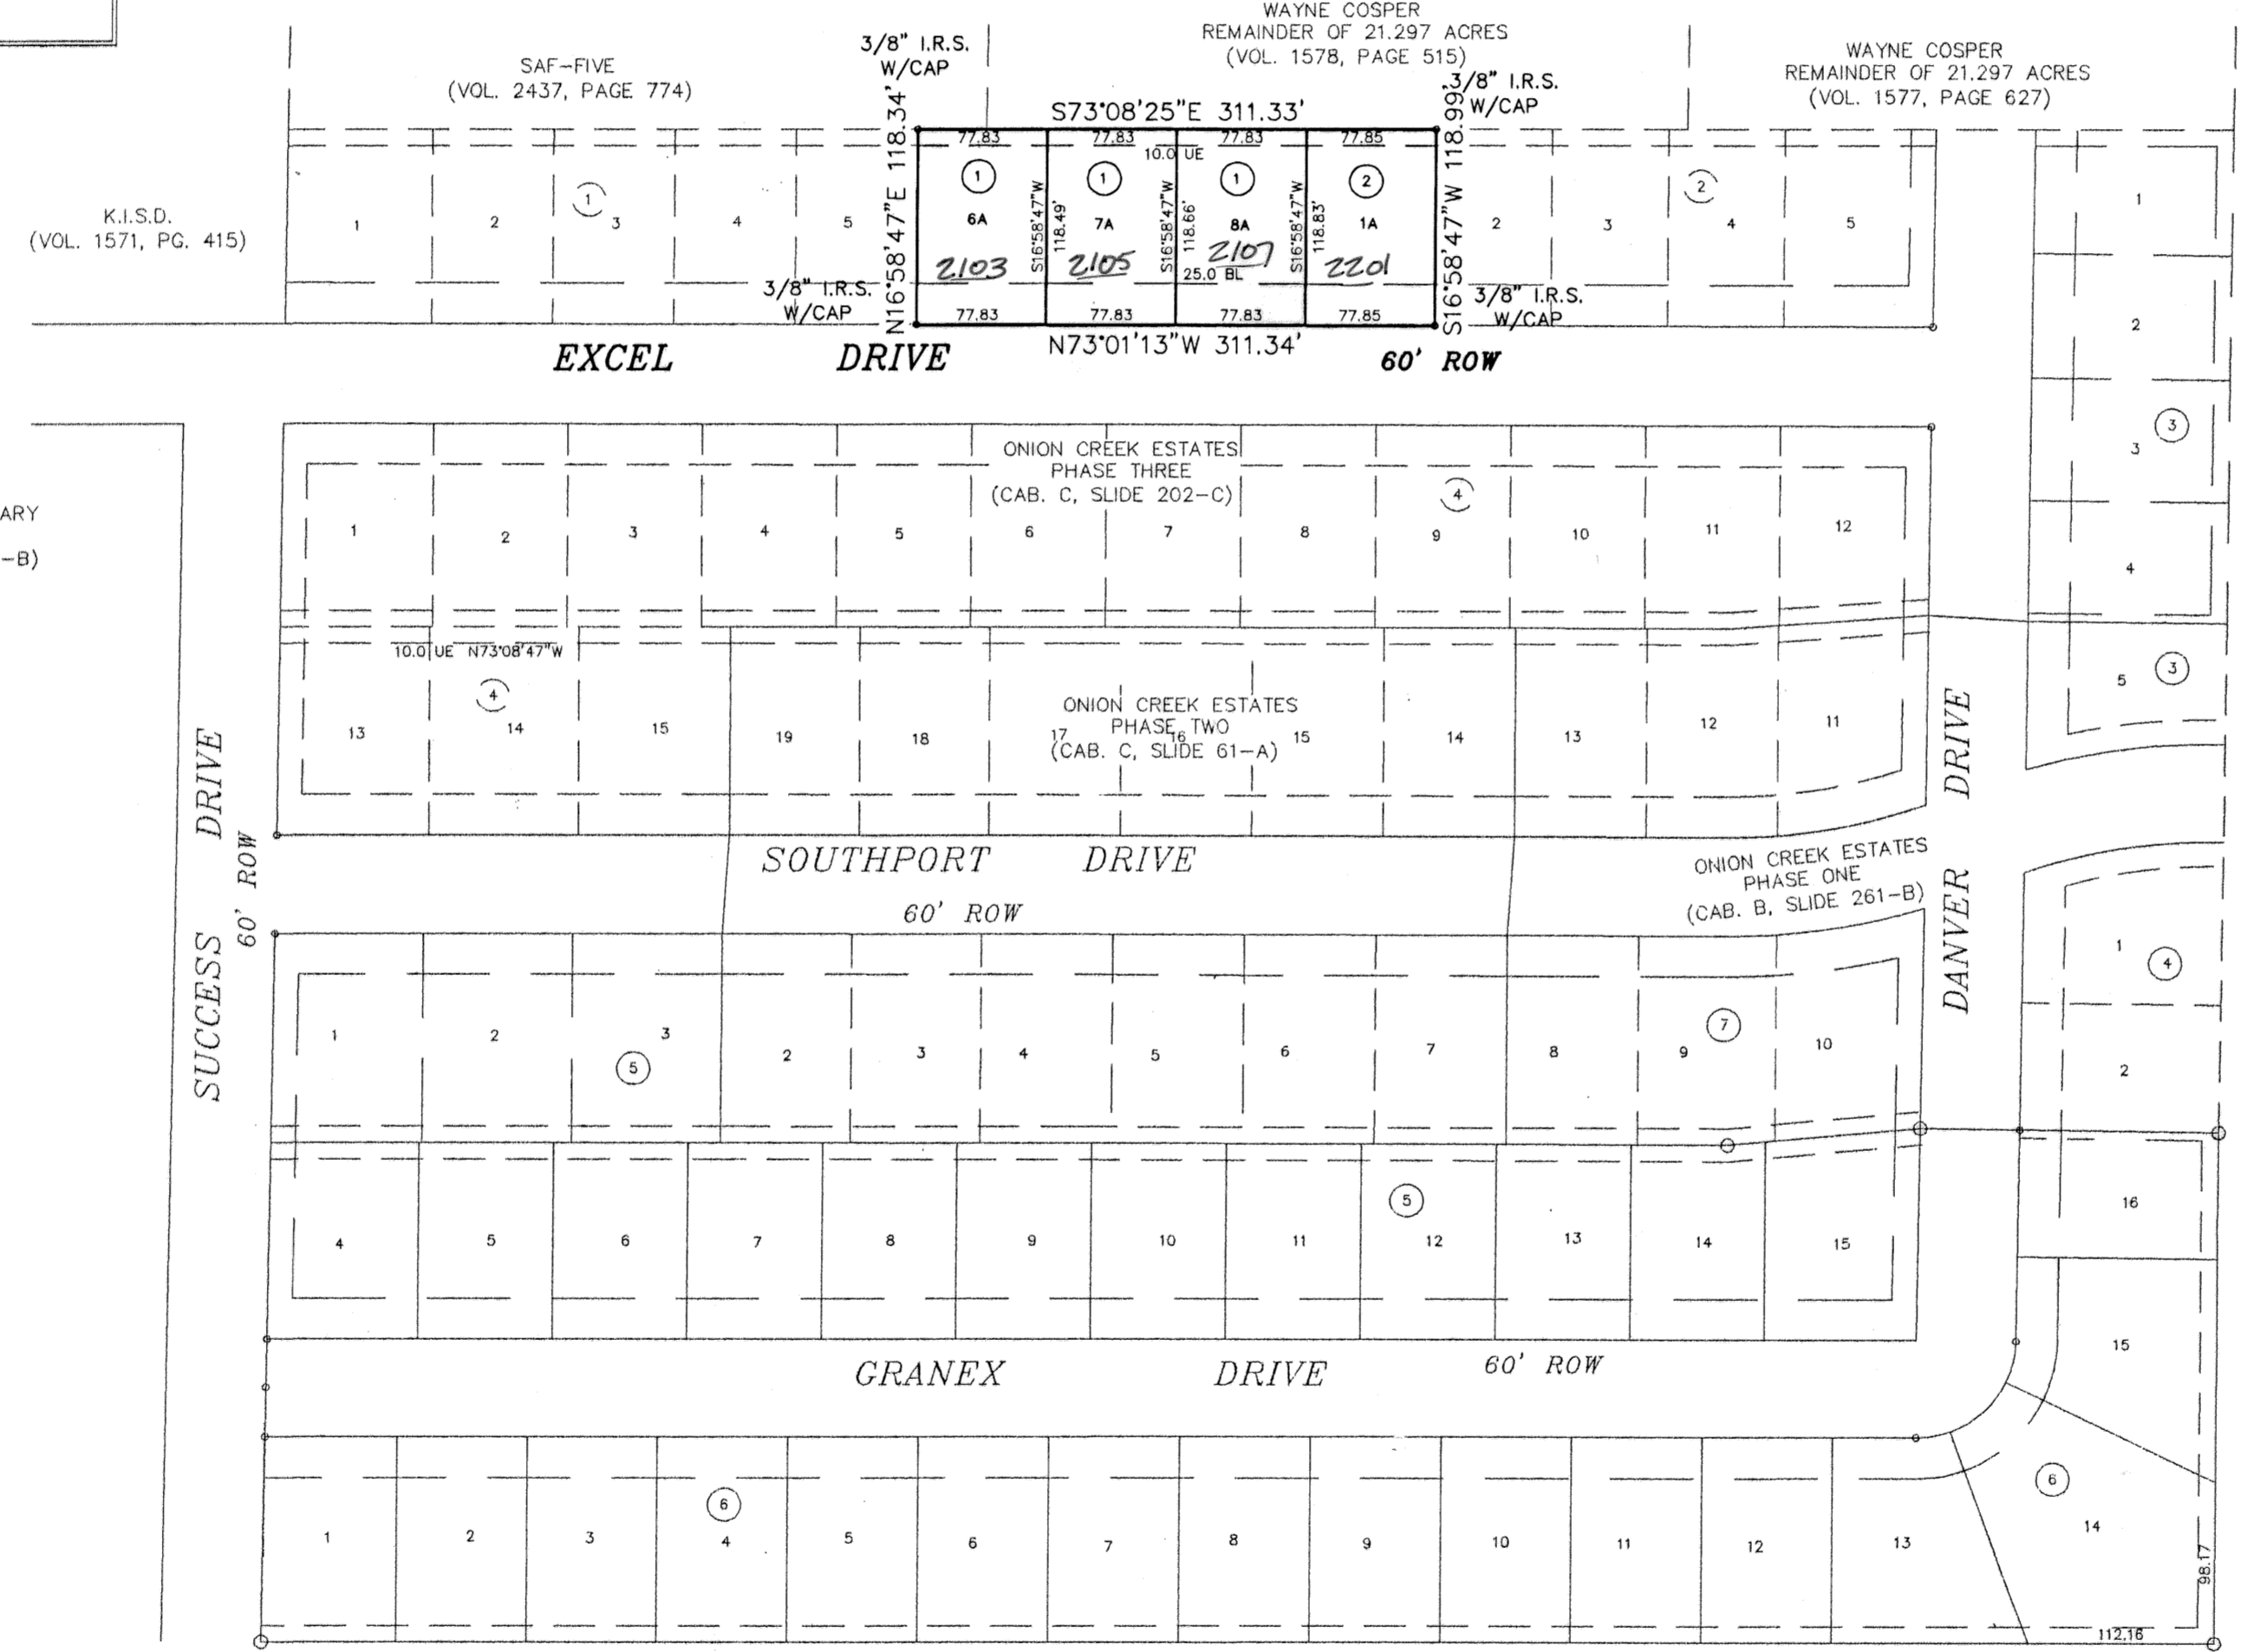 WAYNE COSPER
REMAINDER OF 21.297 ACRES
(VOL. 1578, PAGE 515)
WAYNE COSPER
REMAINDER OF 21.297 ACRES
(VOL. 1577, PAGE 627)
SAF-FIVE
(VOL. 2437, PAGE 774)
3/8" I.R.S.
W/CAP
3/8" I.R.S.
W/CAP
S73°08'25"E 311.33'
77.83 77.83 77.83 77.85
10.0 UE
N16°58'47"E 118.34'
S16°58'47"W 118.99'
K.I.S.D.
(VOL. 1571, PG. 415)
1 2 3 4 5
1
1 1 1 2
6A 7A 8A 1A
S16°58'47"W
118.49'
S16°58'47"W
118.66'
S16°58'47"W
118.83'
2103 2105 2107 2201
25.0 BL
77.83 77.83 77.83 77.85
2 3 4 5
2
3/8" I.R.S.
W/CAP
3/8" I.R.S.
W/CAP
N73°01'13"W 311.34'
EXCEL DRIVE 60' ROW
1
2
3
3
4
5
3
ONION CREEK ESTATES
PHASE THREE
(CAB. C, SLIDE 202-C)
4
ARY
-B)
1 2 3 4 5 6 7 8 9 10 11 12
10.0 UE N73°08'47"W
4
ONION CREEK ESTATES
PHASE TWO
(CAB. C, SLIDE 61-A)
13 14 15 19 18 17 16 15 14 13 12 11
SUCCESS DRIVE
60' ROW
DANVER DRIVE
SOUTHPORT DRIVE
60' ROW
ONION CREEK ESTATES
PHASE ONE
(CAB. B, SLIDE 261-B)
1
4
2
1 2 3 2 3 4 5 6 7 8 9 10
5
7
5
4 5 6 7 8 9 10 11 12 13 14 15
16
15
GRANEX DRIVE 60' ROW
6
6
1 2 3 4 5 6 7 8 9 10 11 12 13 14
98.17
112.16